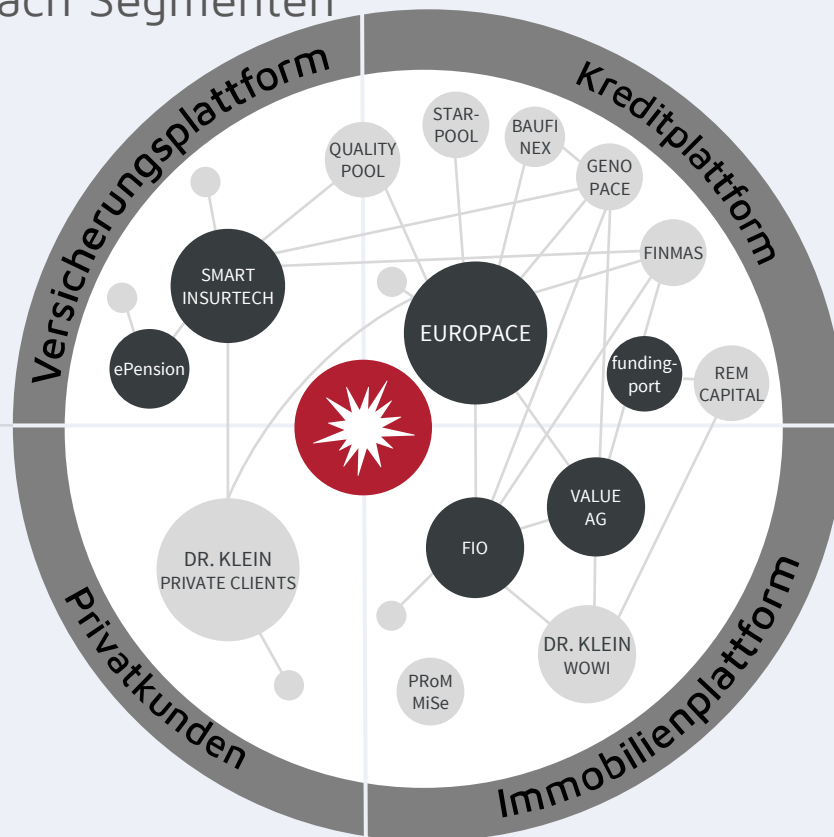 ach Segmenten
Versicherungsplattform
Kreditplattform
STAR-
POOL
BAUFI
NEX
QUALITY
POOL
GENO
PACE
FINMAS
SMART
INSURTECH
EUROPACE
ePension
funding-
port
REM
CAPITAL
VALUE
AG
FIO
DR. KLEIN
PRIVATE CLIENTS
DR. KLEIN
WOWI
PRoM
MiSe
Privatkunden
Immobilienplattform